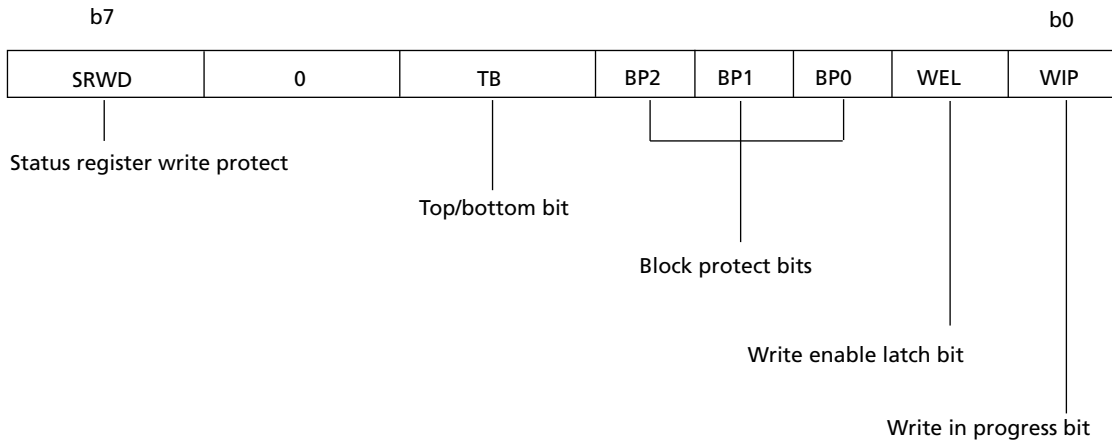 b7 b0
SRWD 0 TB BP2 BP1 BP0 WEL WIP
Status register write protect
Top/bottom bit
Block protect bits
Write enable latch bit
Write in progress bit